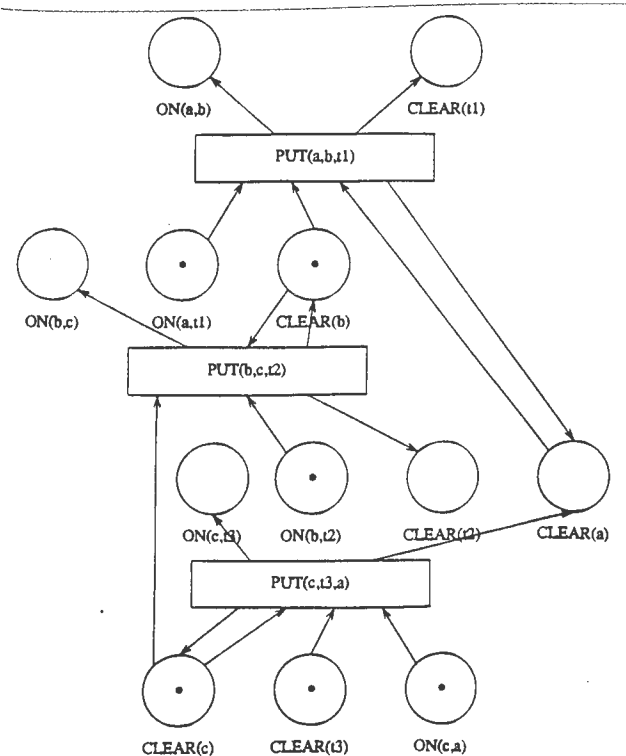 ON(a,b)
CLEAR(t1)
PUT(a,b,t1)
ON(b,c)
ON(a,t1)
CLEAR(b)
PUT(b,c,t2)
ON(c,t3)
ON(b,t2)
CLEAR(t2)
CLEAR(a)
PUT(c,t3,a)
CLEAR(c)
CLEAR(t3)
ON(c,a)